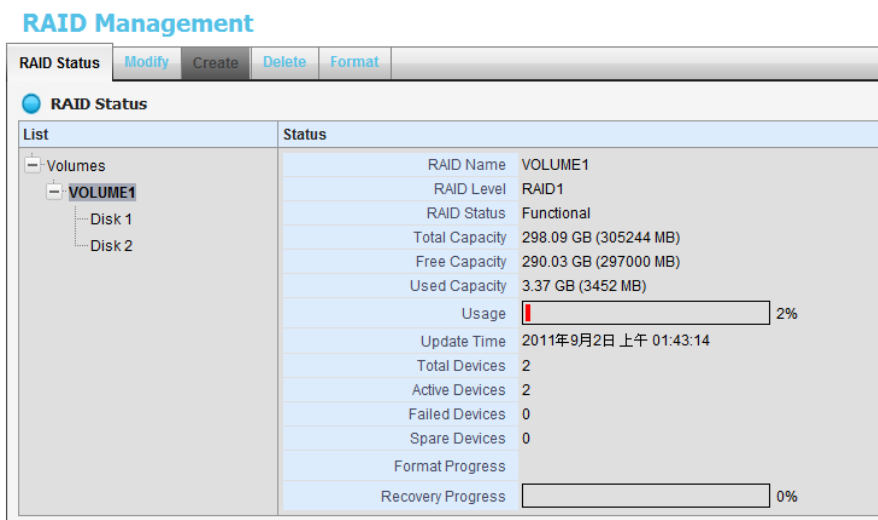 RAID Management
RAID Status Modify Create Delete Format
RAID Status
List Status
Volumes
VOLUME1
Disk 1
Disk 2
RAID Name VOLUME1
RAID Level RAID1
RAID Status Functional
Total Capacity 298.09 GB (305244 MB)
Free Capacity 290.03 GB (297000 MB)
Used Capacity 3.37 GB (3452 MB)
Usage 2%
Update Time 2011年9月2日 上午 01:43:14
Total Devices 2
Active Devices 2
Failed Devices 0
Spare Devices 0
Format Progress
Recovery Progress 0%